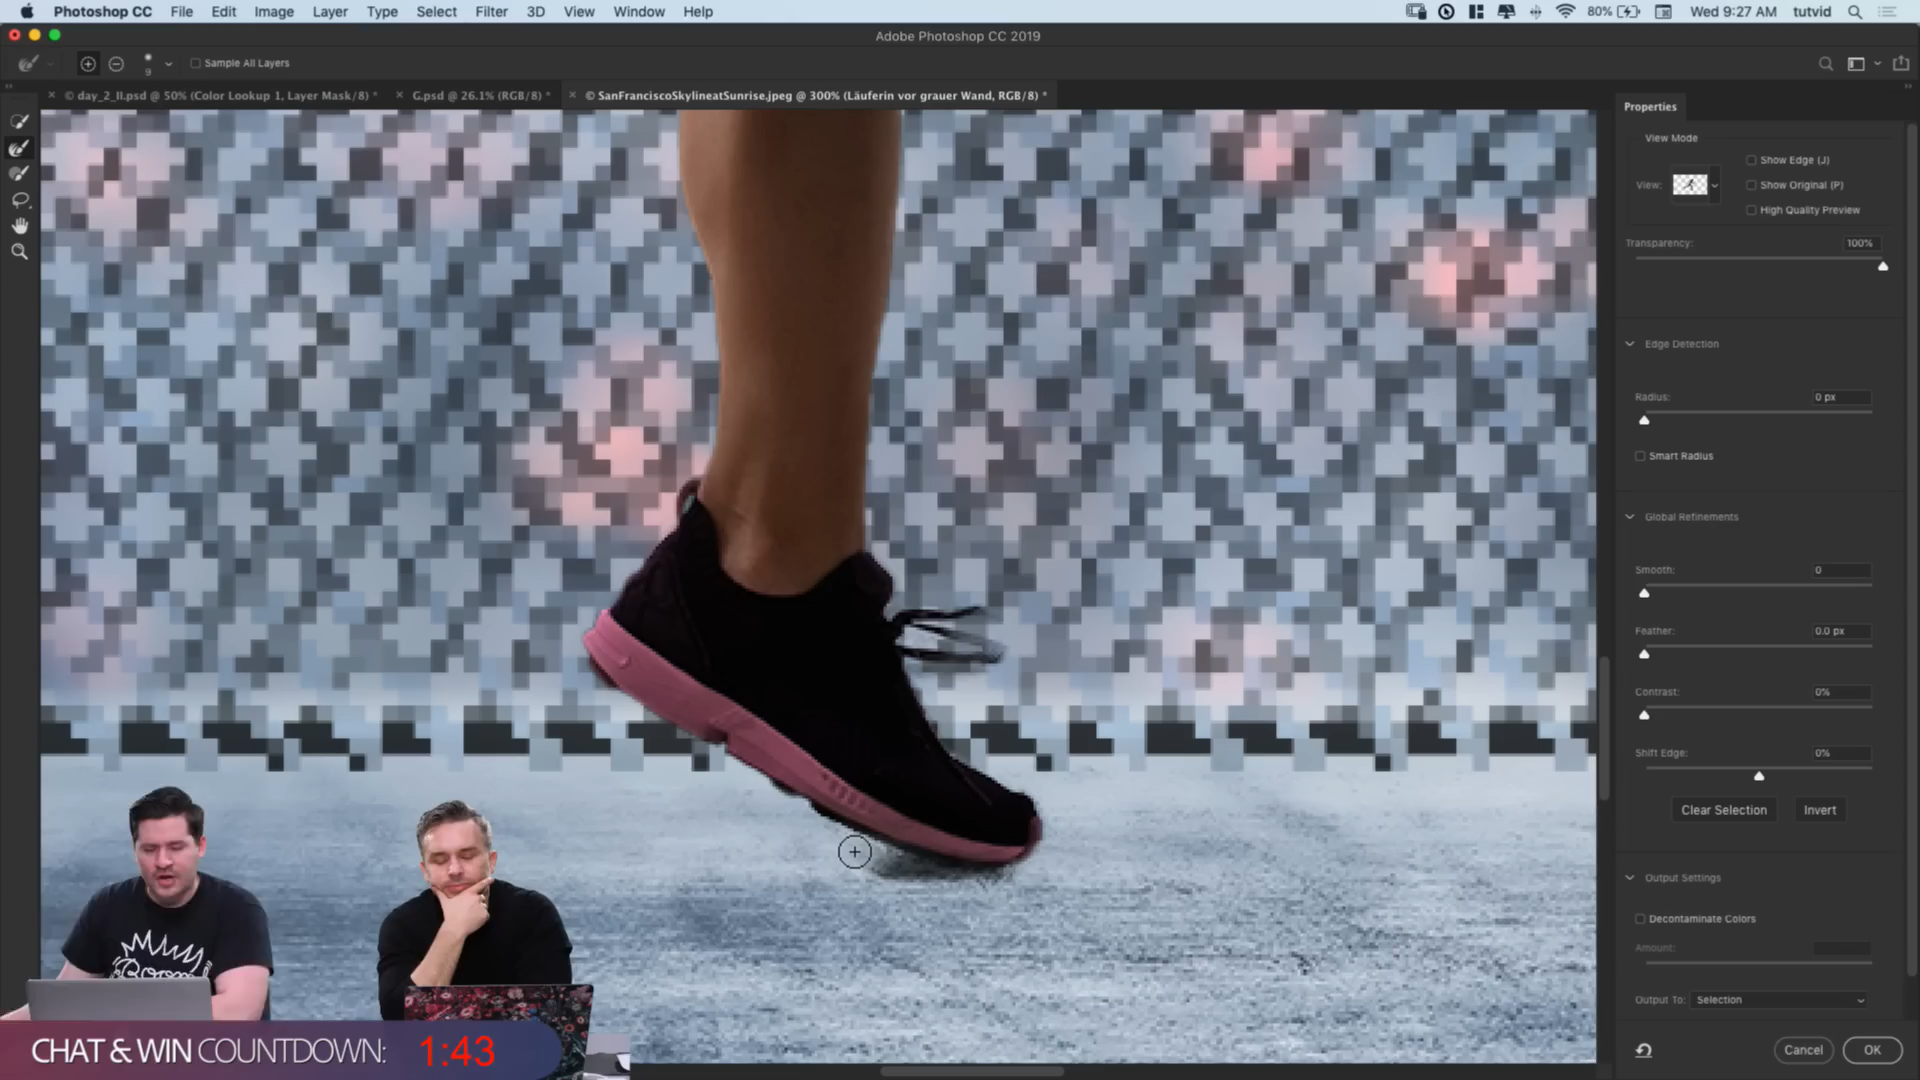 Photoshop CC File Edit Image Layer Type Select Filter 3D View Window Help 80% Wed 9:27 AM tutvid
Adobe Photoshop CC 2019
9 Sample All Layers
© day_2_II.psd @ 50% (Color Lookup 1, Layer Mask/8) * G.psd @ 26.1% (RGB/8) * © SanFranciscoSkylineatSunrise.jpeg @ 300% (Läuferin vor grauer Wand, RGB/8) *
Properties
View Mode
Show Edge (J)
View: Show Original (P)
High Quality Preview
Transparency: 100%
Edge Detection
Radius: 0 px
Smart Radius
Global Refinements
Smooth: 0
Feather: 0.0 px
Contrast: 0%
Shift Edge: 0%
Clear Selection Invert
Output Settings
Decontaminate Colors
Amount:
Output To: Selection
Cancel OK
Boom
CHAT & WIN COUNTDOWN: 1:43